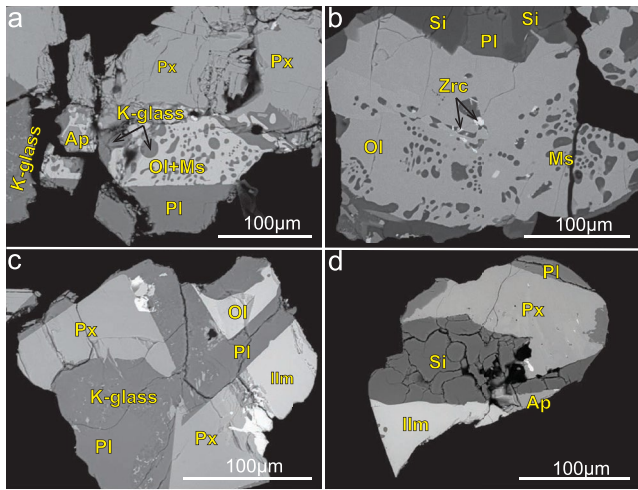 a
Px
Px
K-glass
Ap
K-glass
Ol+Ms
Pl
100µm
b
Si
Si
Pl
Zrc
Ol
Ms
100µm
c
Ol
Px
Pl
Ilm
K-glass
Px
Pl
100µm
d
Pl
Px
Si
Ap
Ilm
100µm